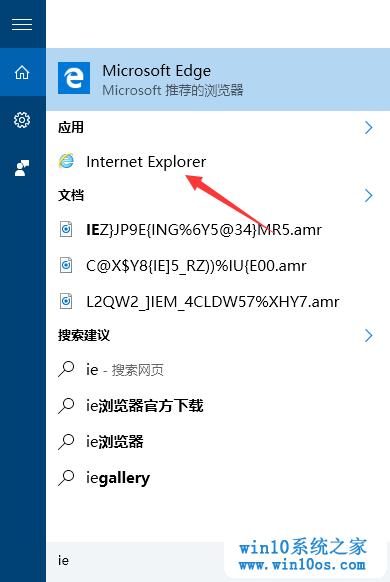 Microsoft Edge
Microsoft 推荐的浏览器
应用
Internet Explorer
文档
IEZ}JP9E{ING%6Y5@34}MR5.amr
C@X$Y8{IE]5_RZ))%IU{E00.amr
L2QW2_]IEM_4CLDW57%XHY7.amr
搜索建议
ie - 搜索网页
ie浏览器官方下载
ie浏览器
iegallery
ie
win10系统之家
www.win10os.com